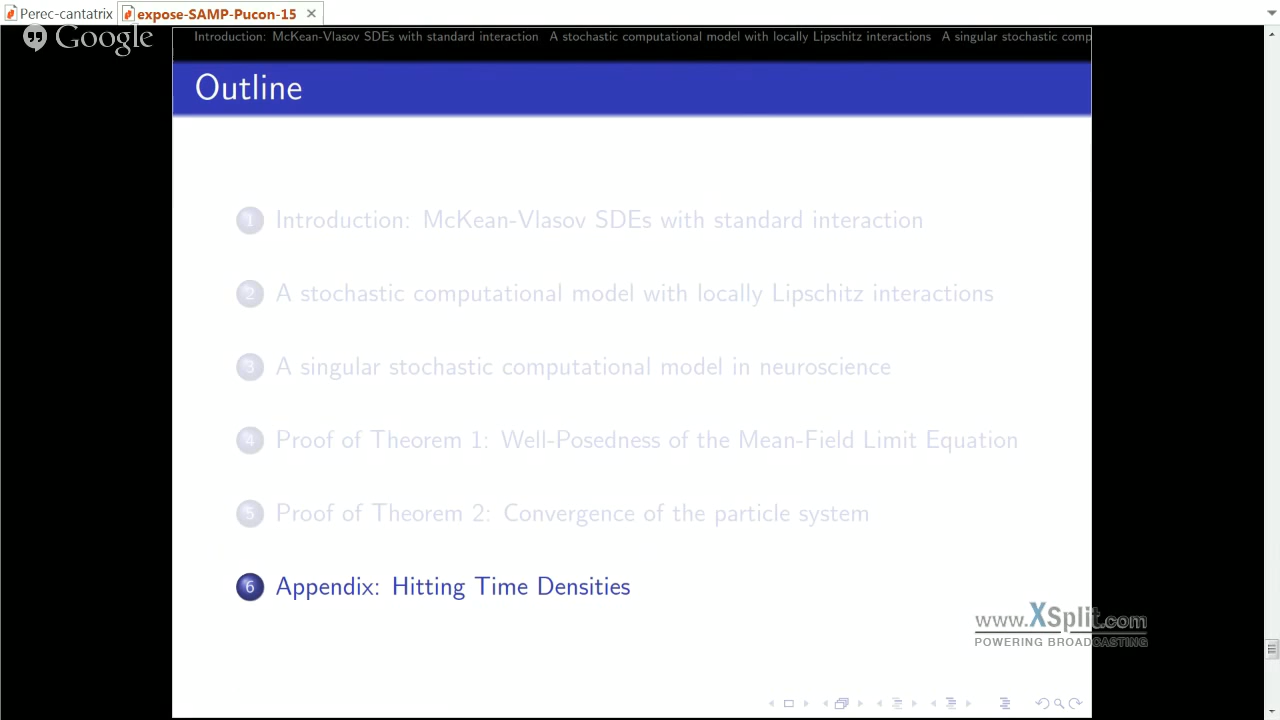 Perec-cantatrix expose-SAMP-Pucon-15
Google
Introduction: McKean-Vlasov SDEs with standard interaction A stochastic computational model with locally Lipschitz interactions A singular stochastic comp
Outline
1 Introduction: McKean-Vlasov SDEs with standard interaction
2 A stochastic computational model with locally Lipschitz interactions
3 A singular stochastic computational model in neuroscience
4 Proof of Theorem 1: Well-Posedness of the Mean-Field Limit Equation
5 Proof of Theorem 2: Convergence of the particle system
6 Appendix: Hitting Time Densities
www.XSplit.com
POWERING BROADCASTING